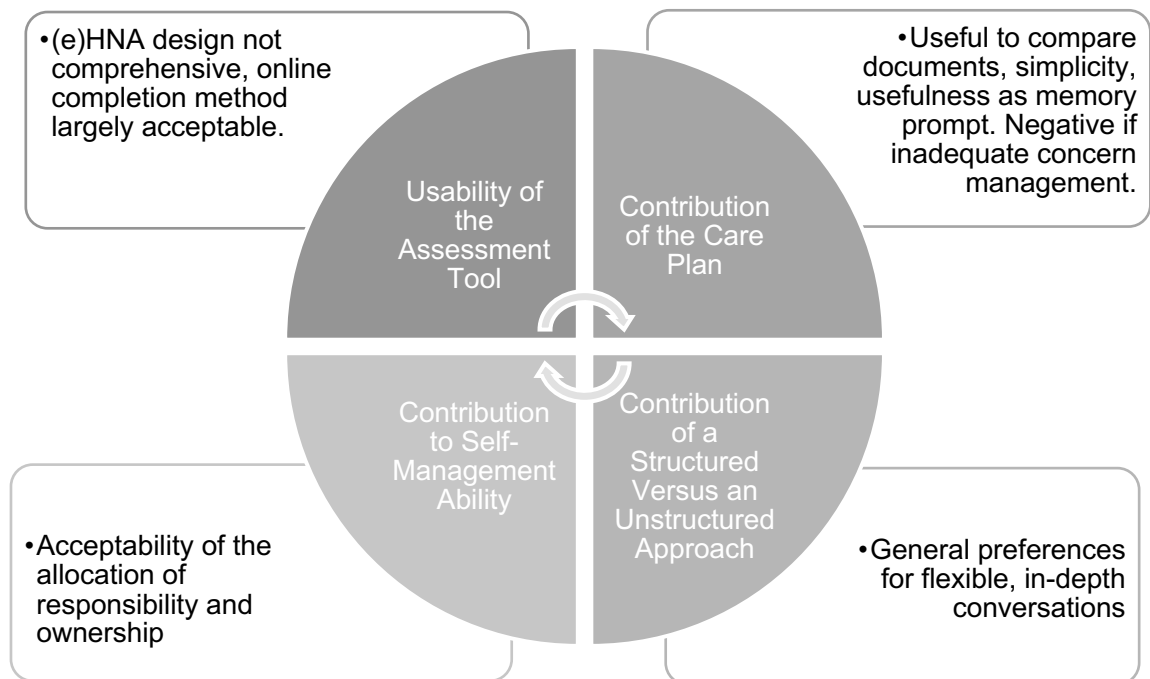 •(e)HNA design not
comprehensive, online
completion method
largely acceptable.
•Useful to compare
documents, simplicity,
usefulness as memory
prompt. Negative if
inadequate concern
management.
Usability of
the
Assessment
Tool
Contribution
of the Care
Plan
Contribution
to Self-
Management
Ability
Contribution
of a
Structured
Versus an
Unstructured
Approach
•Acceptability of the
allocation of
responsibility and
ownership
•General preferences
for flexible, in-depth
conversations